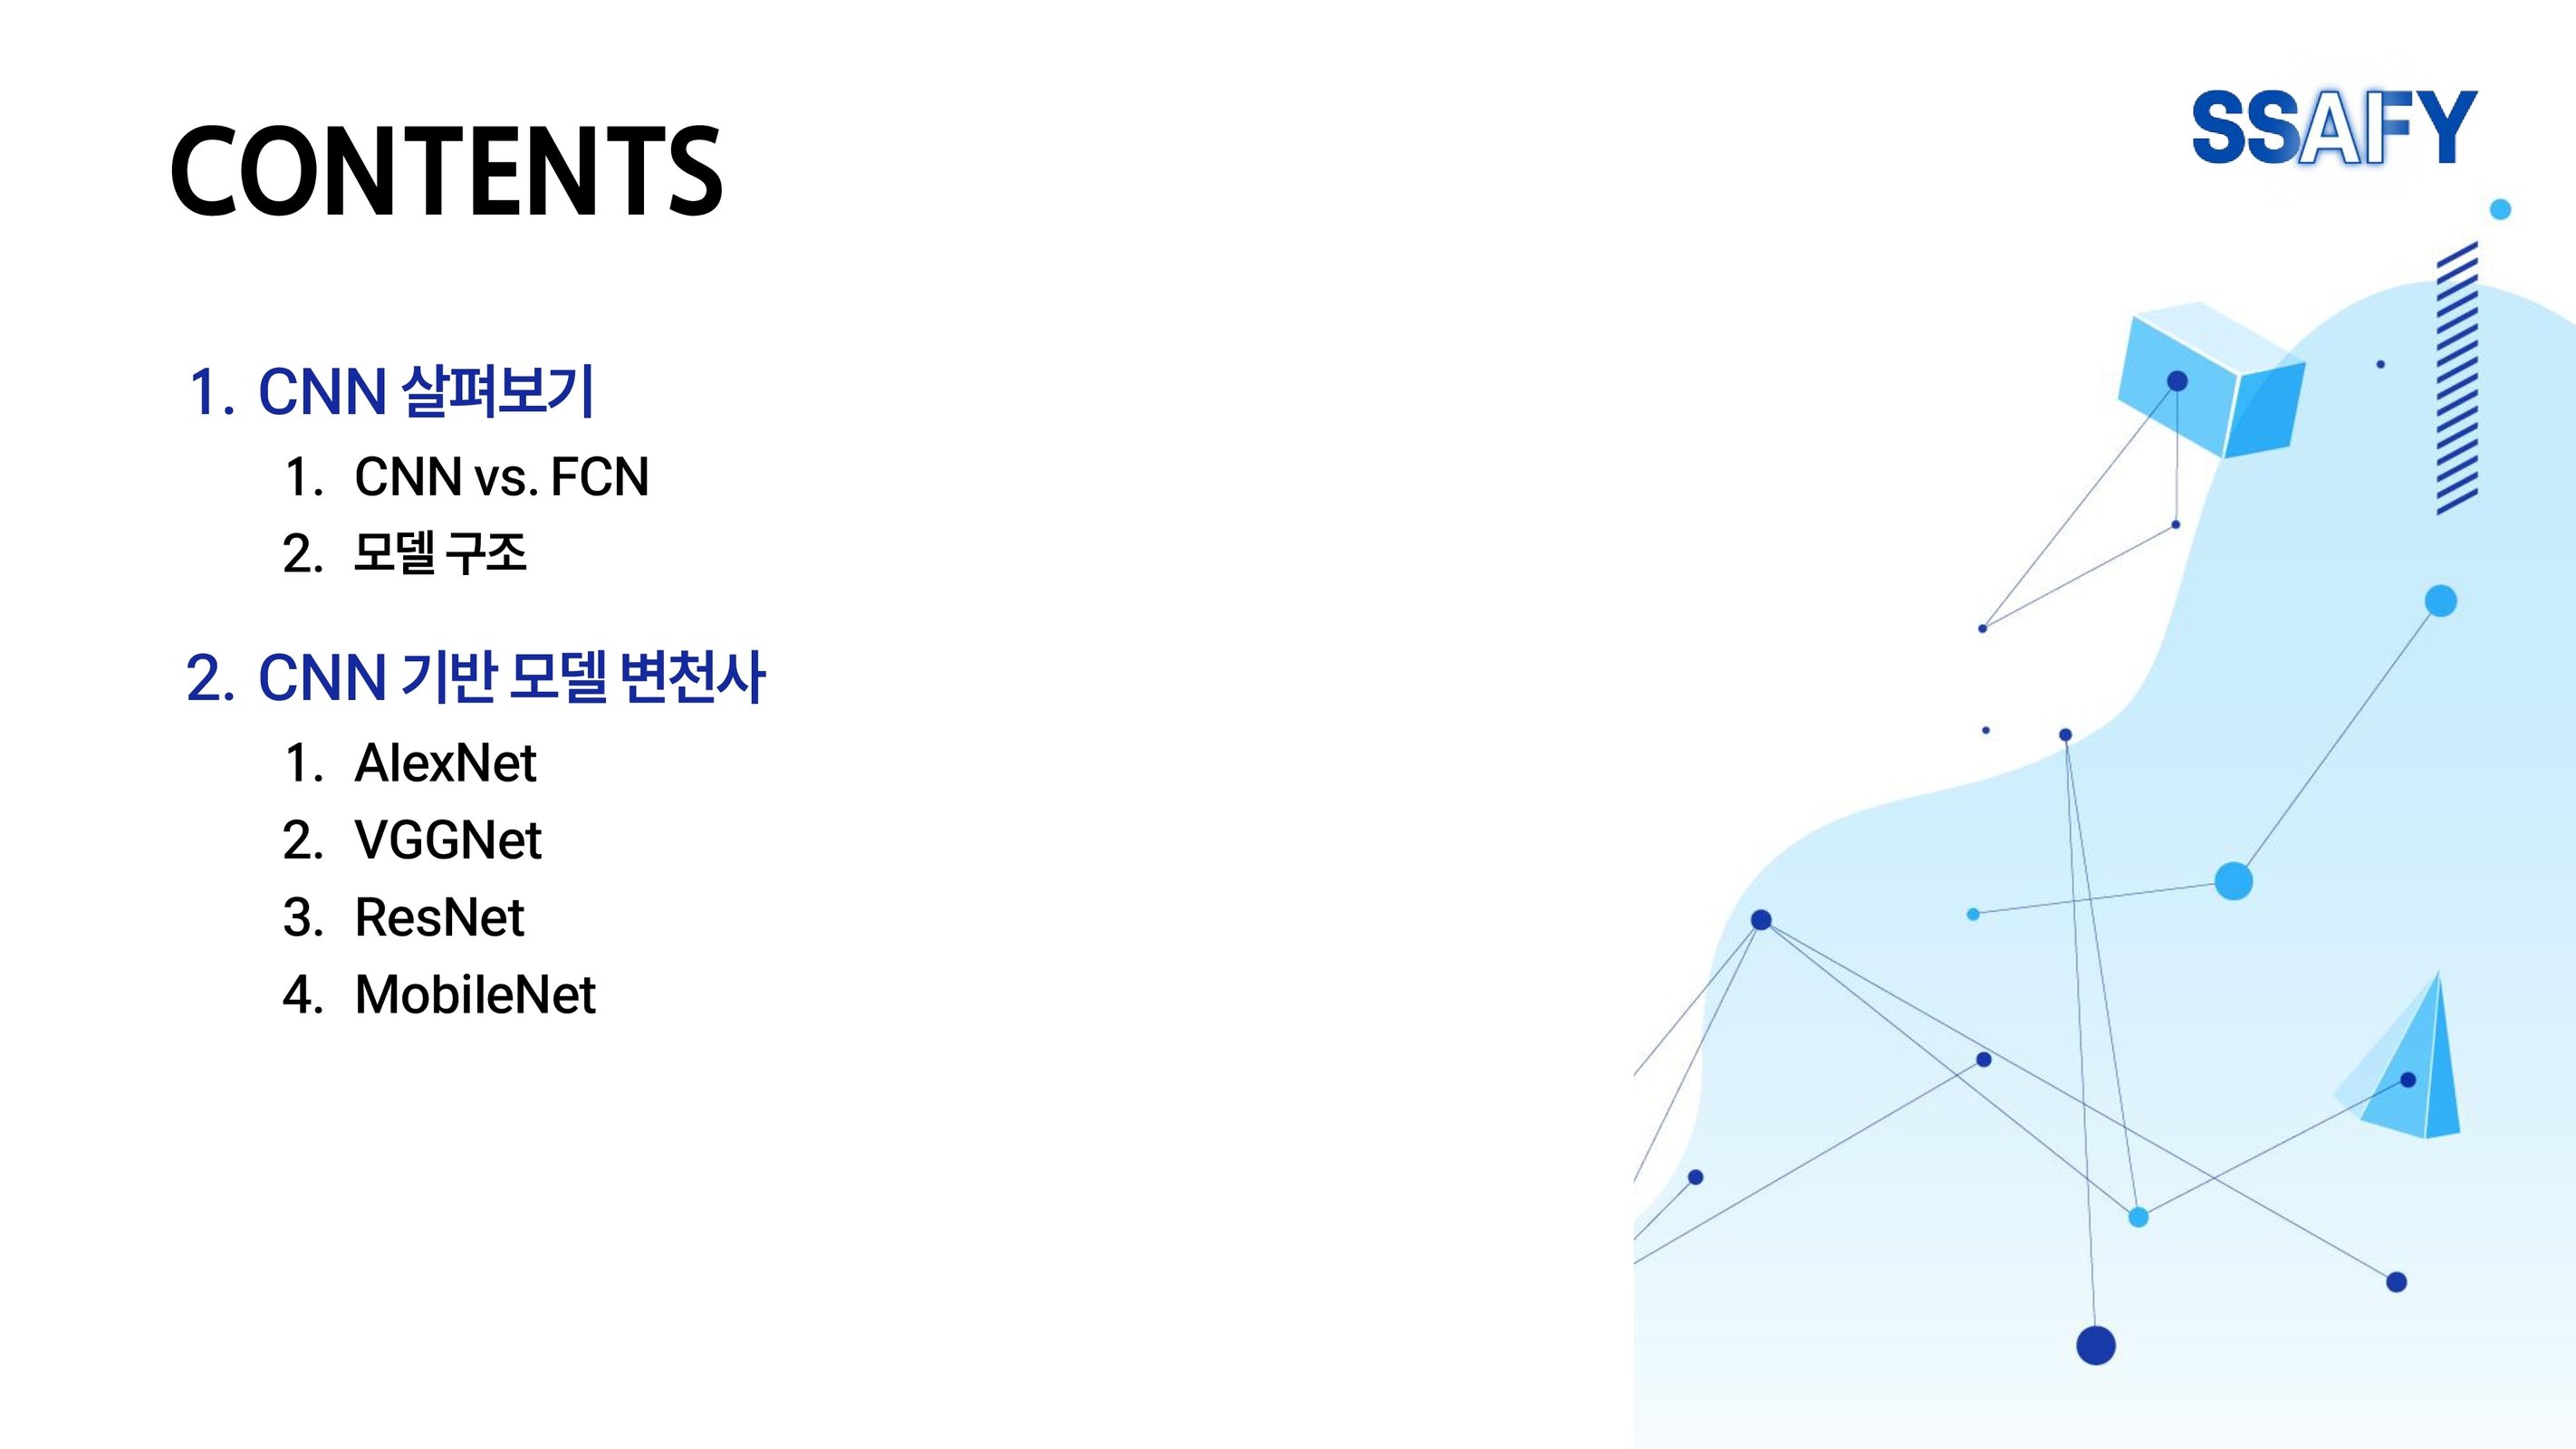 CONTENTS
SSAFY
1. CNN 살펴보기
1. CNN vs. FCN
2. 모델 구조
2. CNN 기반 모델 변천사
1. AlexNet
2. VGGNet
3. ResNet
4. MobileNet